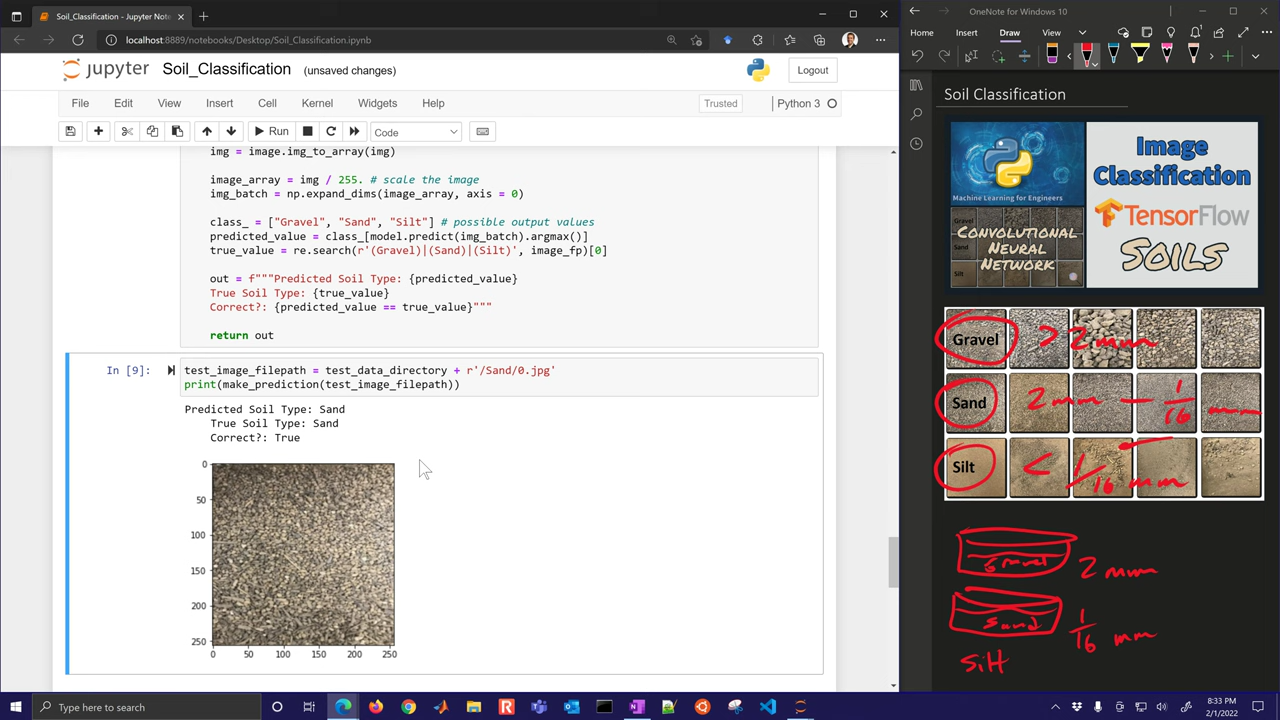 Soil_Classification - Jupyter Not
localhost:8889/notebooks/Desktop/Soil_Classification.ipynb
jupyter Soil_Classification (unsaved changes)
Logout
File Edit View Insert Cell Kernel Widgets Help
Trusted
Python 3
Run
Code
img = image.img_to_array(img)
image_array = img / 255. # scale the image
img_batch = np.expand_dims(image_array, axis = 0)
class_ = ["Gravel", "Sand", "Silt"] # possible output values
predicted_value = class_[model.predict(img_batch).argmax()]
true_value = re.search(r'(Gravel)|(Sand)|(Silt)', image_fp)[0]
out = f"""Predicted Soil Type: {predicted_value}
True Soil Type: {true_value}
Correct?: {predicted_value == true_value}"""
return out
In [9]:
test_image_filepath = test_data_directory + r'/Sand/0.jpg'
print(make_prediction(test_image_filepath))
Predicted Soil Type: Sand
True Soil Type: Sand
Correct?: True
0
50
100
150
200
250
0 50 100 150 200 250
Type here to search
OneNote for Windows 10
Home Insert Draw View
Soil Classification
Machine Learning for Engineers
Gravel
Sand
Silt
Convolutional
Neural
Network
Image
Classification
TensorFlow
Soils
Gravel > 2mm
Sand 2mm - 1/16 mm
Silt < 1/16 mm
Gravel 2 mm
Sand 1/16 mm
Silt
8:33 PM
2/1/2022